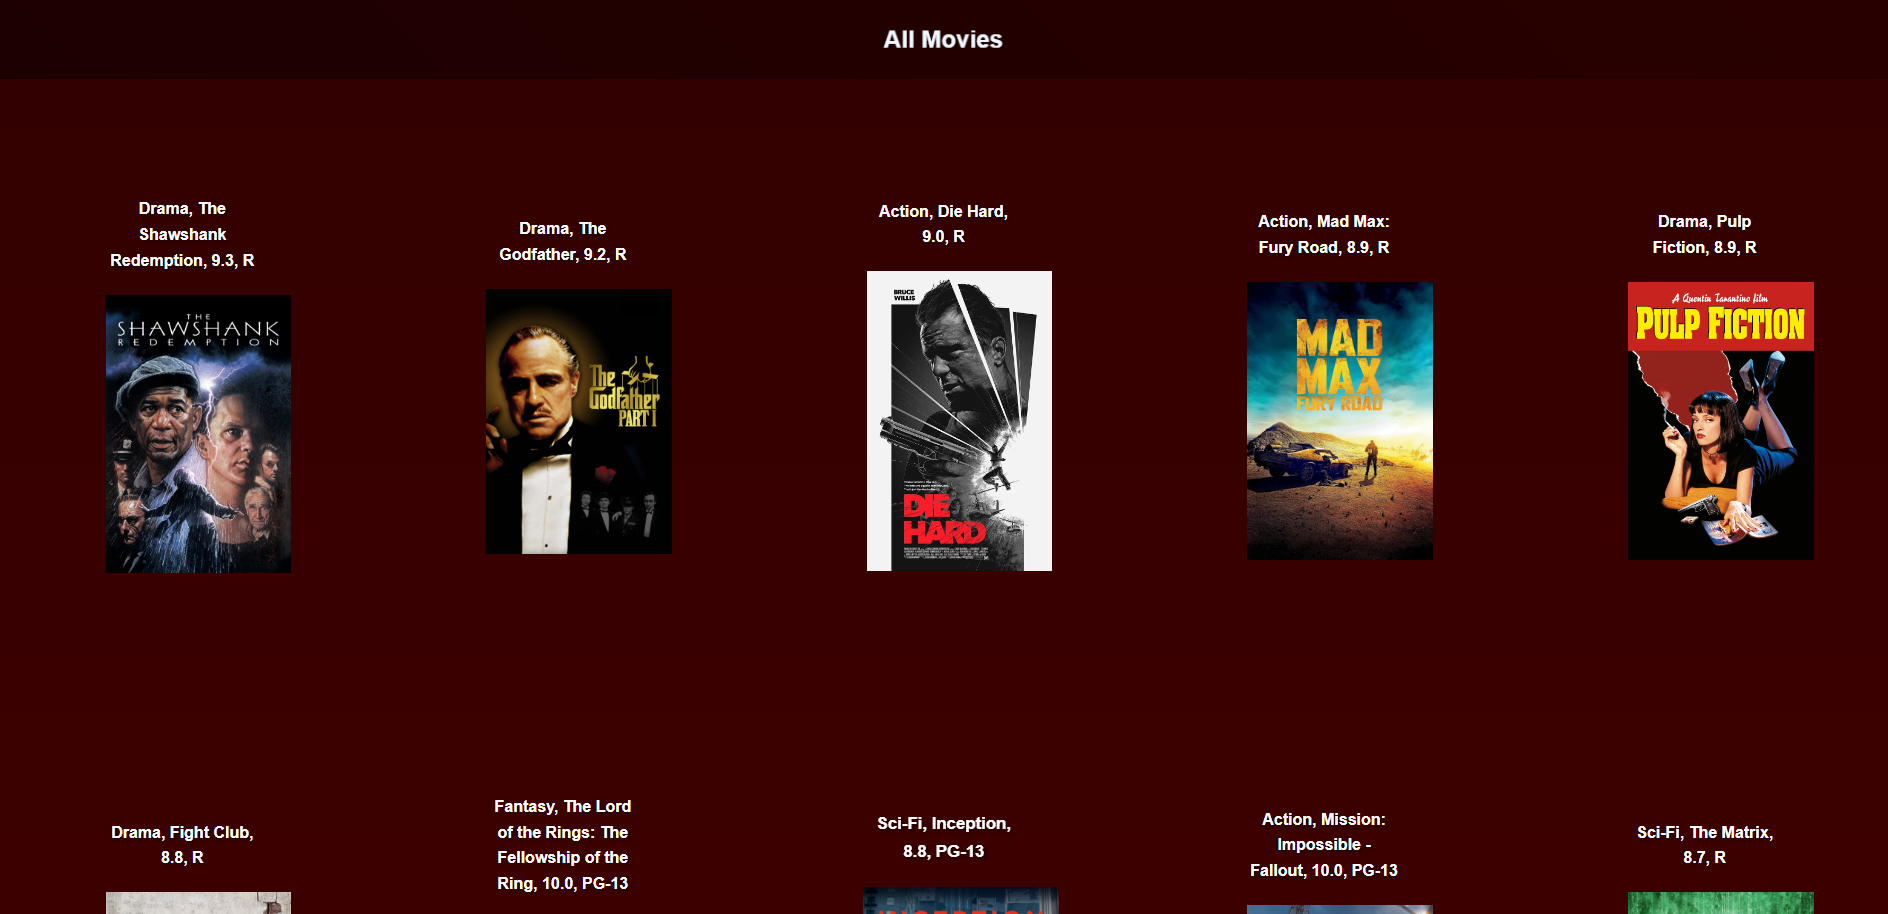 All Movies
Drama, The
Shawshank
Redemption, 9.3, R
THE
SHAWSHANK
REDEMPTION
Drama, The
Godfather, 9.2, R
The
Godfather
PART I
Action, Die Hard,
9.0, R
BRUCE
WILLIS
DIE
HARD
Action, Mad Max:
Fury Road, 8.9, R
MAD
MAX
FURY ROAD
Drama, Pulp
Fiction, 8.9, R
A Quentin Tarantino film
PULP FICTION
Drama, Fight Club,
8.8, R
Fantasy, The Lord
of the Rings: The
Fellowship of the
Ring, 10.0, PG-13
Sci-Fi, Inception,
8.8, PG-13
INCEPTION
Action, Mission:
Impossible -
Fallout, 10.0, PG-13
Sci-Fi, The Matrix,
8.7, R